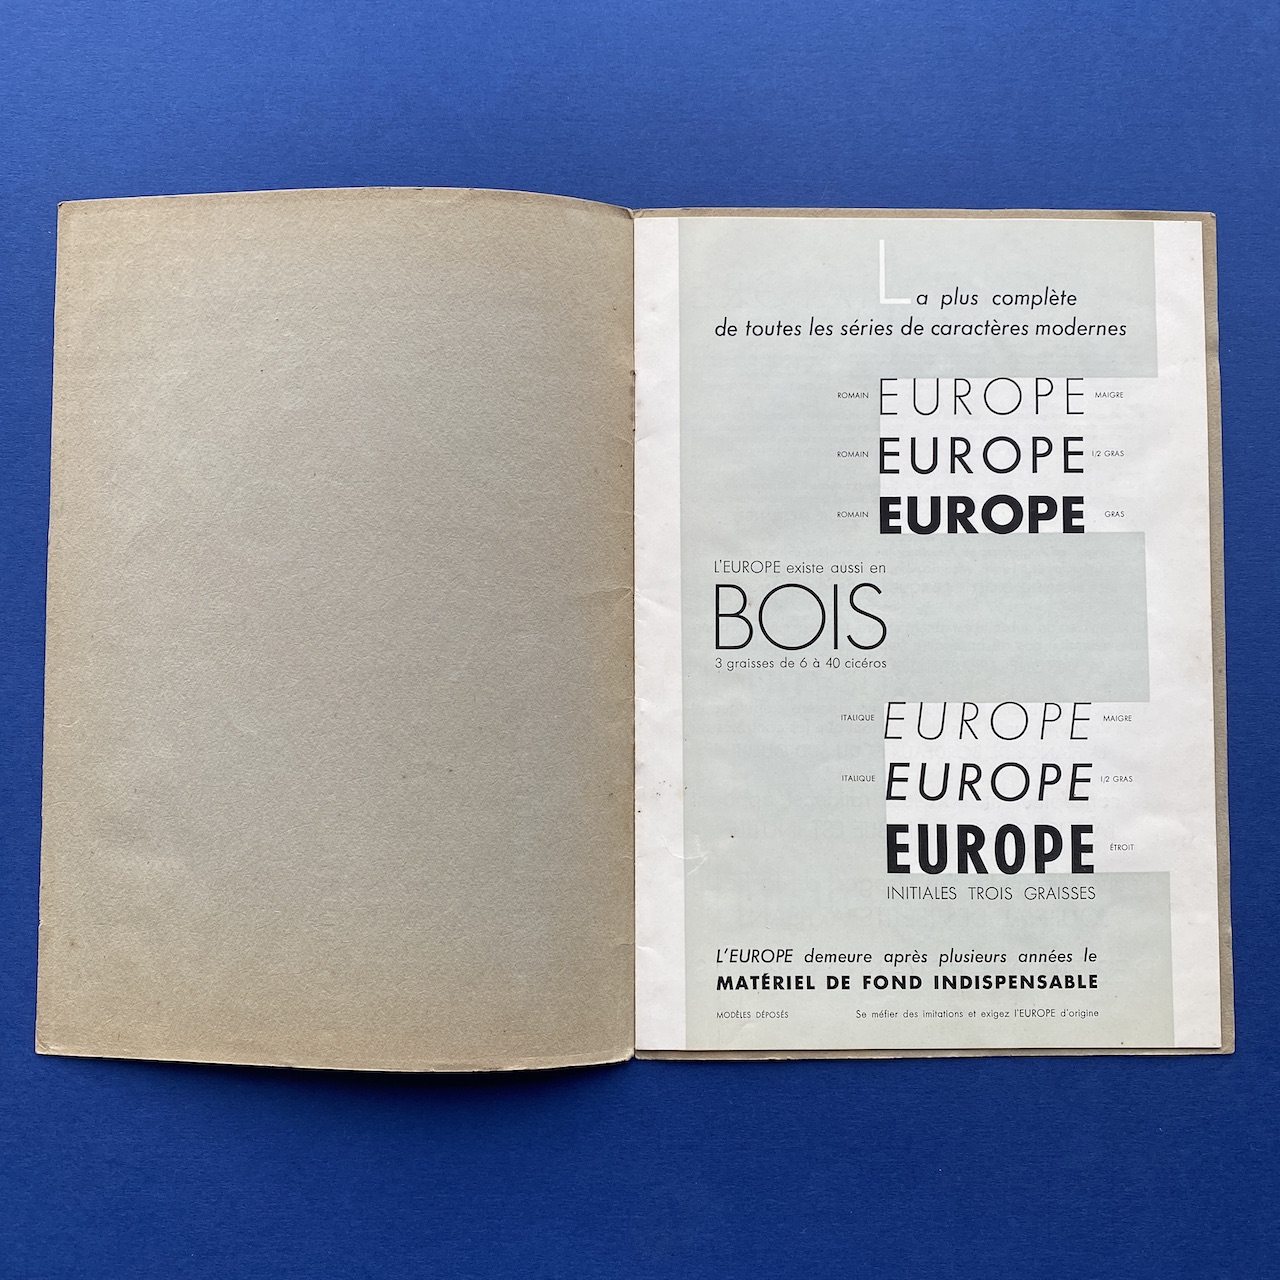 La plus complète
de toutes les séries de caractères modernes
ROMAIN EUROPE MAIGRE
ROMAIN EUROPE 1/2 GRAS
ROMAIN EUROPE GRAS
L'EUROPE existe aussi en
BOIS
3 graisses de 6 à 40 cicéros
ITALIQUE EUROPE MAIGRE
ITALIQUE EUROPE 1/2 GRAS
EUROPE ÉTROIT
INITIALES TROIS GRAISSES
L'EUROPE demeure après plusieurs années le
MATÉRIEL DE FOND INDISPENSABLE
MODÈLES DÉPOSÉS Se méfier des imitations et exigez l'EUROPE d'origine